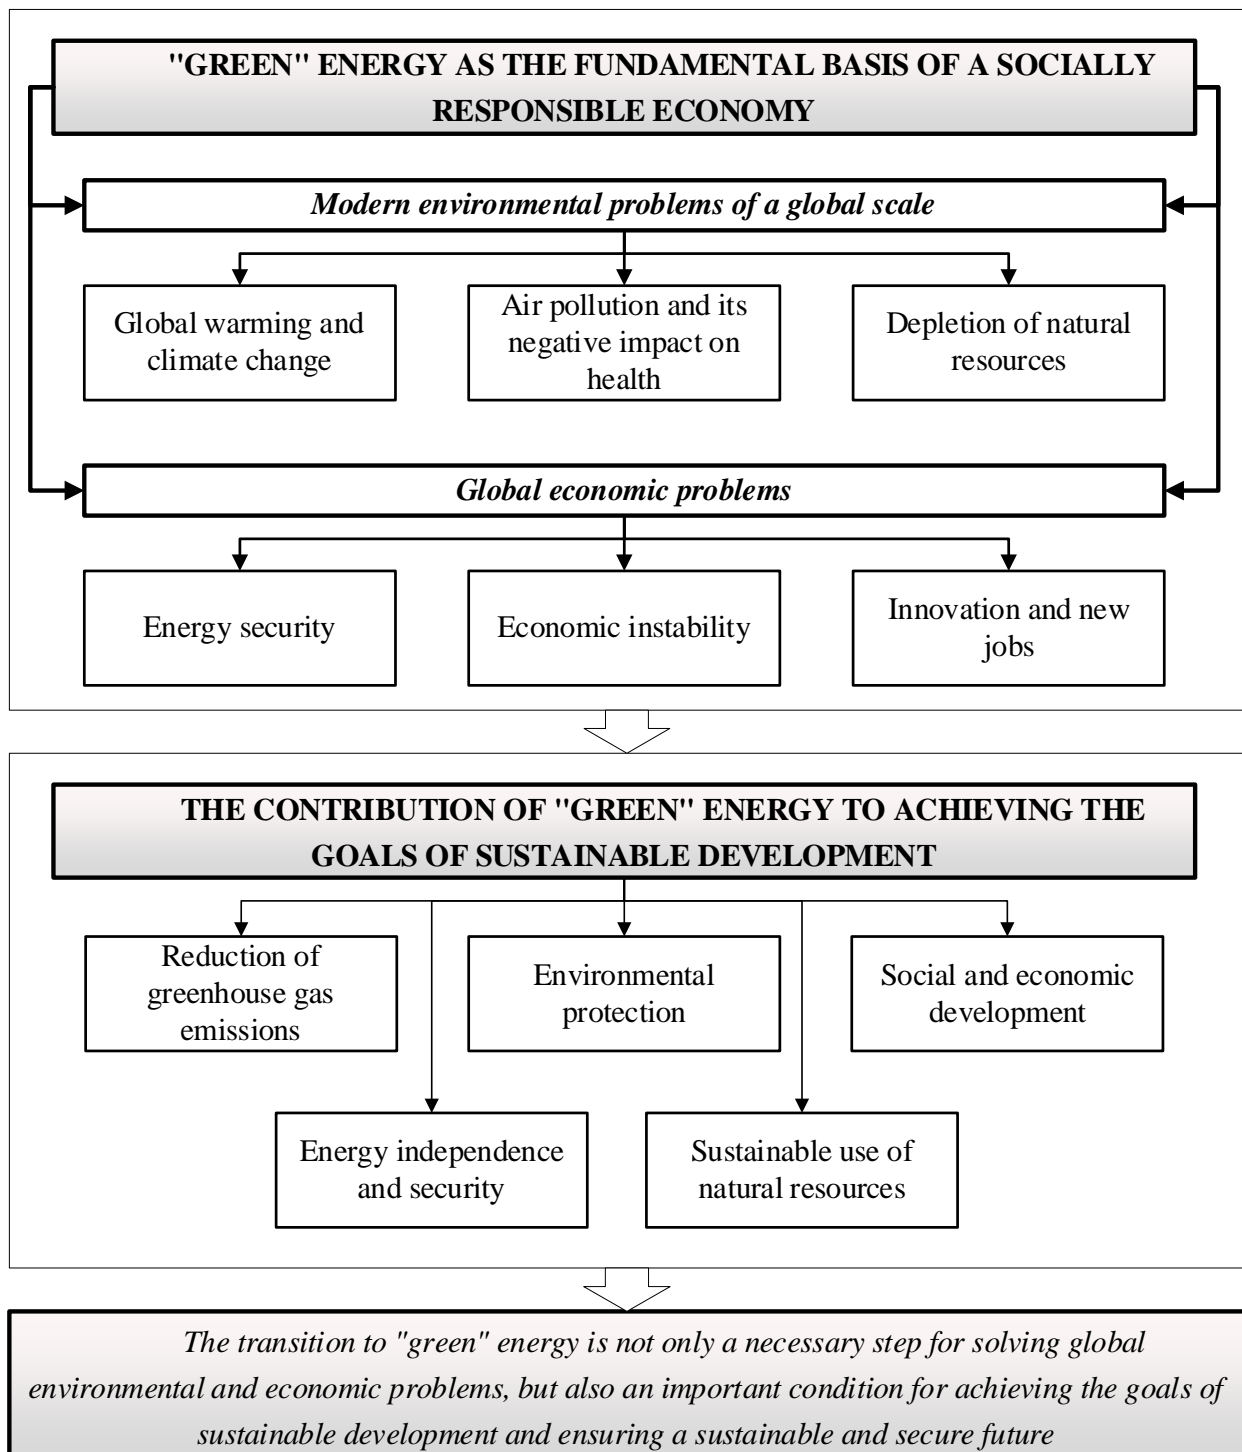 "GREEN" ENERGY AS THE FUNDAMENTAL BASIS OF A SOCIALLY
RESPONSIBLE ECONOMY
Modern environmental problems of a global scale
Global warming and
climate change
Air pollution and its
negative impact on
health
Depletion of natural
resources
Global economic problems
Energy security
Economic instability
Innovation and new
jobs
THE CONTRIBUTION OF "GREEN" ENERGY TO ACHIEVING THE
GOALS OF SUSTAINABLE DEVELOPMENT
Reduction of
greenhouse gas
emissions
Environmental
protection
Social and economic
development
Energy independence
and security
Sustainable use of
natural resources
The transition to "green" energy is not only a necessary step for solving global
environmental and economic problems, but also an important condition for achieving the goals of
sustainable development and ensuring a sustainable and secure future